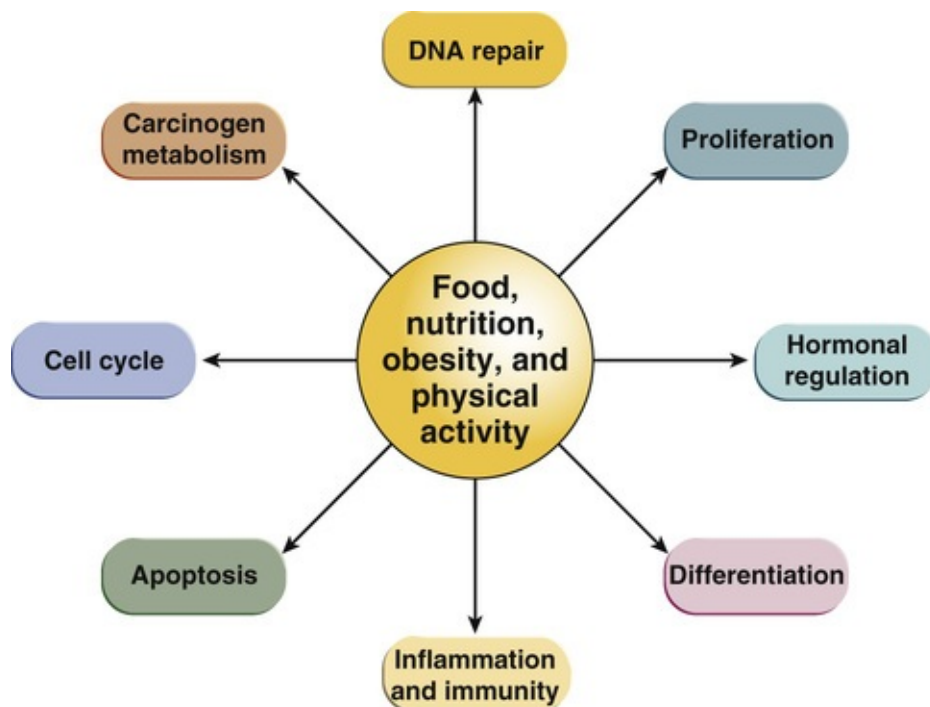 DNA repair
Carcinogen
metabolism
Proliferation
Food,
nutrition,
obesity, and
physical
activity
Cell cycle
Hormonal
regulation
Apoptosis
Differentiation
Inflammation
and immunity